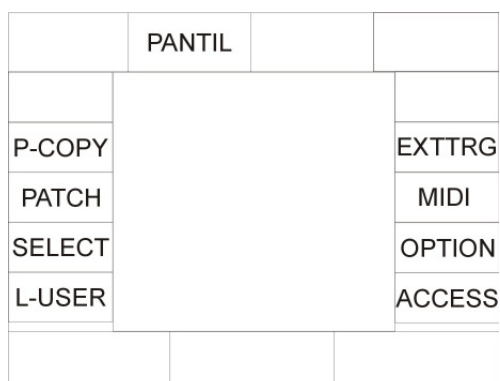 PANTIL
P-COPY
EXTTRG
PATCH
MIDI
SELECT
OPTION
L-USER
ACCESS